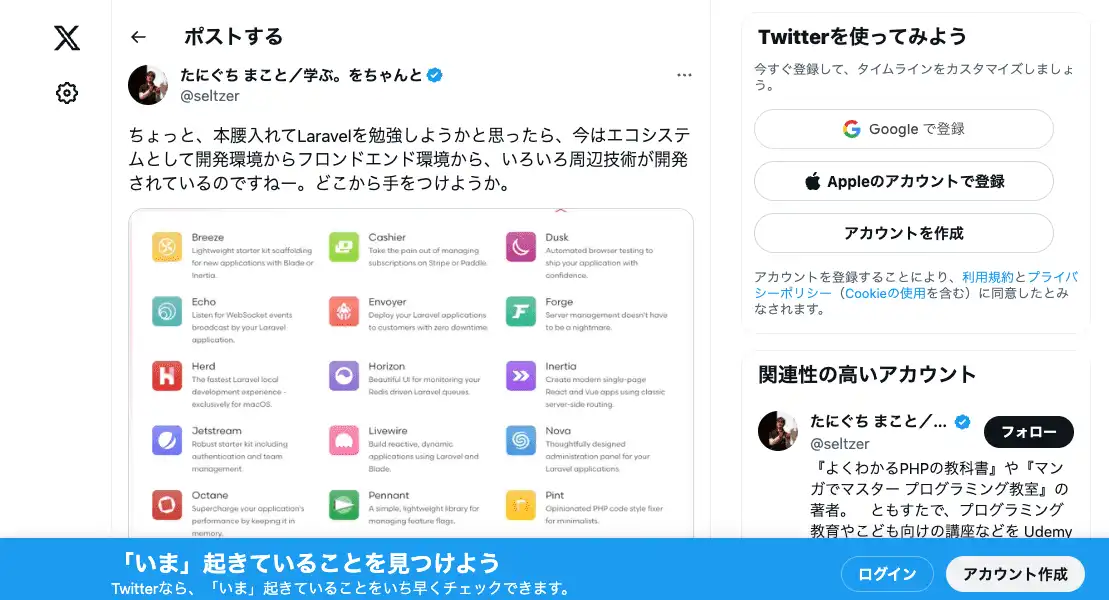 ポストする
たにぐち まこと／学ぶ。をちゃんと
@seltzer
ちょっと、本腰入れてLaravelを勉強しようかと思ったら、今はエコシステ
ムとして開発環境からフロンドエンド環境から、いろいろ周辺技術が開発
されているのですねー。どこから手をつけようか。
Breeze
Lightweight starter kit scaffolding
for new applications with Blade or
Inertia.
Cashier
Take the pain out of managing
subscriptions on Stripe or Paddle.
Dusk
Automated browser testing to
ship your application with
confidence.
Echo
Listen for WebSocket events
broadcast by your Laravel
application.
Envoyer
Deploy your Laravel applications
to customers with zero downtime.
Forge
Server management doesn't have
to be a nightmare.
Herd
The fastest Laravel local
development experience -
exclusively for macOS.
Horizon
Beautiful UI for monitoring your
Redis driven Laravel queues.
Inertia
Create modern single-page
React and Vue apps using classic
server-side routing.
Jetstream
Robust starter kit including
authentication and team
management.
Livewire
Build reactive, dynamic
applications using Laravel and
Blade.
Nova
Thoughtfully designed
administration panel for your
Laravel applications.
Octane
Supercharge your application's
performance by keeping it in
memory.
Pennant
A simple, lightweight library for
managing feature flags.
Pint
Opinionated PHP code style fixer
for minimalists.
Twitterを使ってみよう
今すぐ登録して、タイムラインをカスタマイズしましょ
う。
Google で登録
Appleのアカウントで登録
アカウントを作成
アカウントを登録することにより、利用規約とプライバ
シーポリシー（Cookieの使用を含む）に同意したとみ
なされます。
関連性の高いアカウント
たにぐち まこと／...
@seltzer
フォロー
『よくわかるPHPの教科書』や『マン
ガでマスター プログラミング教室』の
著者。 ともすたで、プログラミング
教育やこども向けの講座などを Udemy
「いま」起きていることを見つけよう
Twitterなら、「いま」起きていることをいち早くチェックできます。
ログイン
アカウント作成